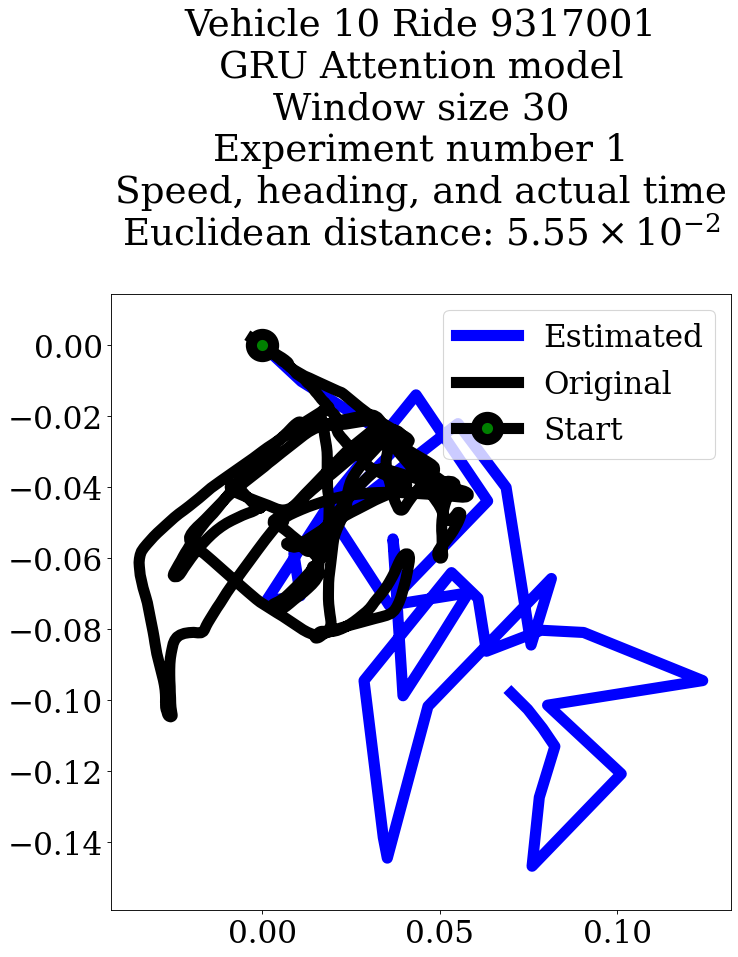 Vehicle 10 Ride 9317001
GRU Attention model
Window size 30
Experiment number 1
Speed, heading, and actual time
Euclidean distance: 5.55 × 10⁻²
Estimated
Original
Start
0.00
−0.02
−0.04
−0.06
−0.08
−0.10
−0.12
−0.14
0.00 0.05 0.10